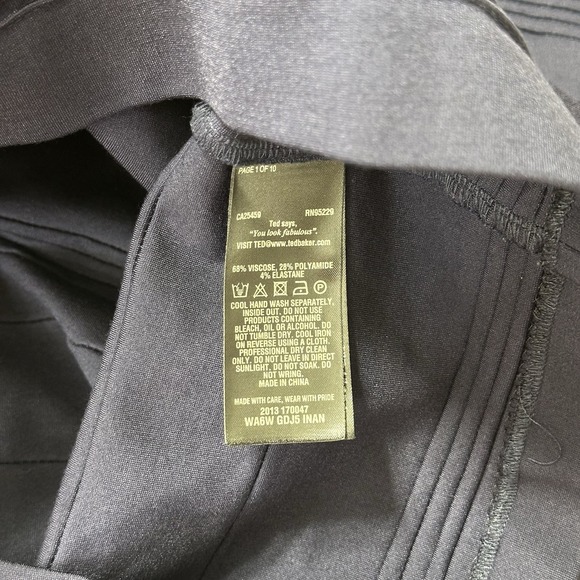 PAGE 1 OF 10
CA25459 RN95229
Ted says,
"You look fabulous".
VISIT TED@www.tedbaker.com
68% VISCOSE, 28% POLYAMIDE
4% ELASTANE
COOL HAND WASH SEPARATELY,
INSIDE OUT. DO NOT USE
PRODUCTS CONTAINING
BLEACH, OIL OR ALCOHOL. DO
NOT TUMBLE DRY. COOL IRON
ON REVERSE USING A CLOTH.
PROFESSIONAL DRY CLEAN
ONLY. DO NOT LEAVE IN DIRECT
SUNLIGHT. DO NOT SOAK. DO
NOT WRING.
MADE IN CHINA
MADE WITH CARE, WEAR WITH PRIDE
2013 170047
WA6W GDJ5 INAN